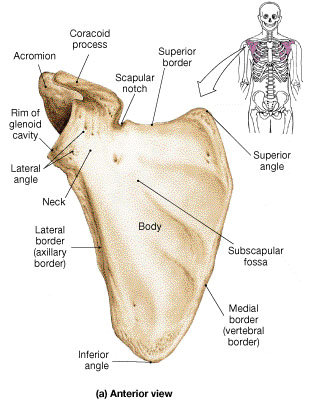 Coracoid
process
Acromion
Superior
border
Scapular
notch
Rim of
glenoid
cavity
Superior
angle
Lateral
angle
Neck
Body
Lateral
border
(axillary
border)
Subscapular
fossa
Medial
border
(vertebral
border)
Inferior
angle
(a) Anterior view